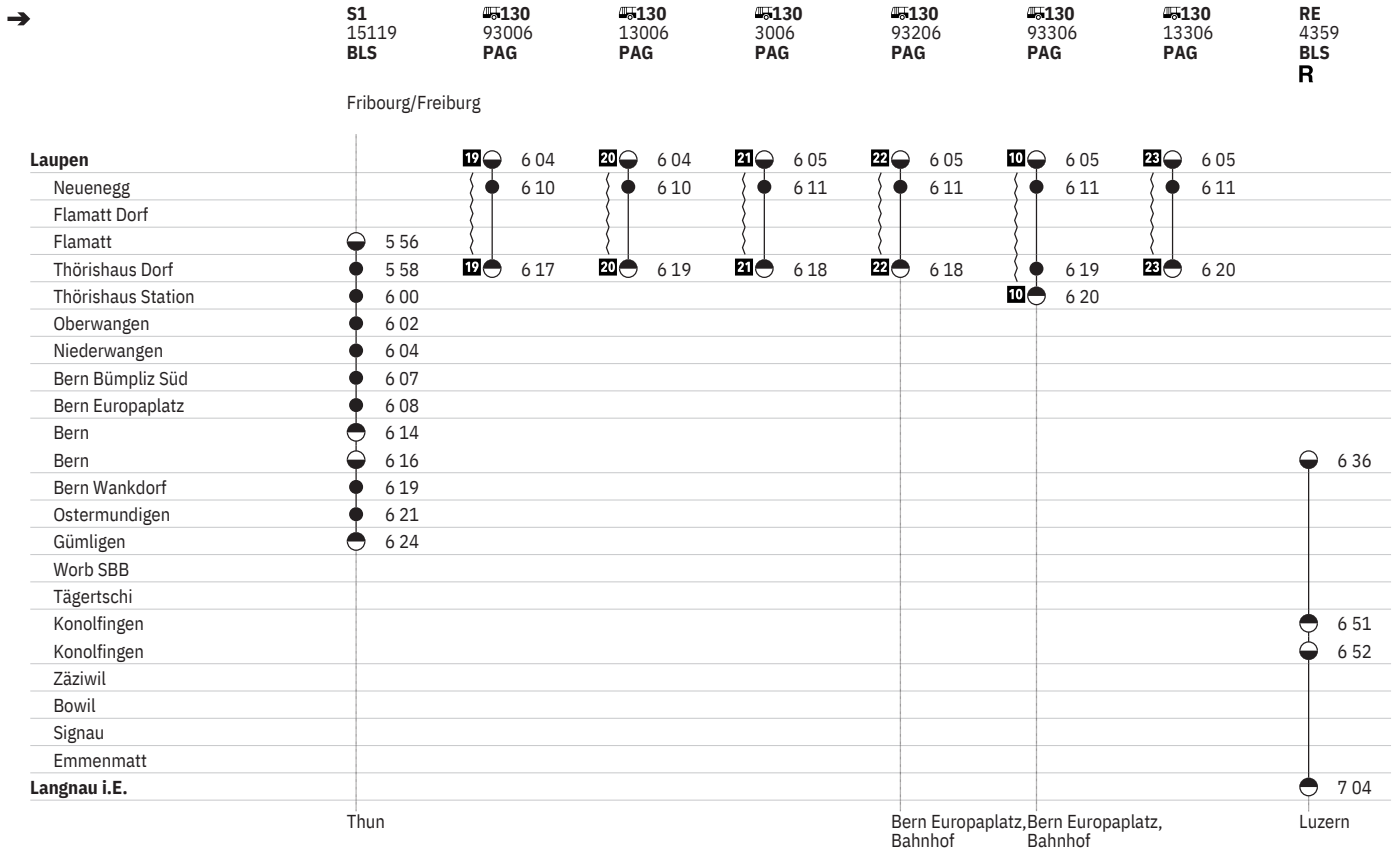 ➔ S1 130 130 130 130 130 130 RE
15119 93006 13006 3006 93206 93306 13306 4359
BLS PAG PAG PAG PAG PAG PAG BLS
R
Fribourg/Freiburg
Laupen 19 6 04 20 6 04 21 6 05 22 6 05 10 6 05 23 6 05
Neuenegg 6 10 6 10 6 11 6 11 6 11 6 11
Flamatt Dorf
Flamatt 5 56
Thörishaus Dorf 5 58 19 6 17 20 6 19 21 6 18 22 6 18 6 19 23 6 20
Thörishaus Station 6 00 10 6 20
Oberwangen 6 02
Niederwangen 6 04
Bern Bümpliz Süd 6 07
Bern Europaplatz 6 08
Bern 6 14
Bern 6 16 6 36
Bern Wankdorf 6 19
Ostermundigen 6 21
Gümligen 6 24
Worb SBB
Tägertschi
Konolfingen 6 51
Konolfingen 6 52
Zäziwil
Bowil
Signau
Emmenmatt
Langnau i.E. 7 04
Thun Bern Europaplatz, Bern Europaplatz, Luzern
Bahnhof Bahnhof